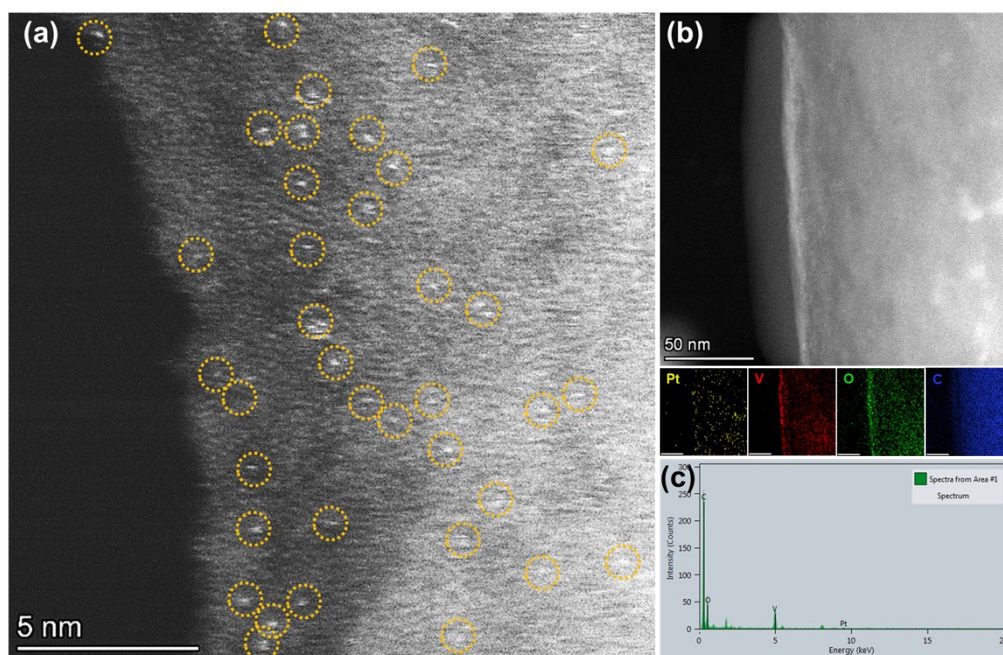 (a)
5 nm
(b)
50 nm
Pt
V
O
C
(c)
300
250
200
150
100
50
0
Intensity (Counts)
C
O
V
Pt
Spectra from Area #1
Spectrum
0
5
10
15
20
Energy (keV)